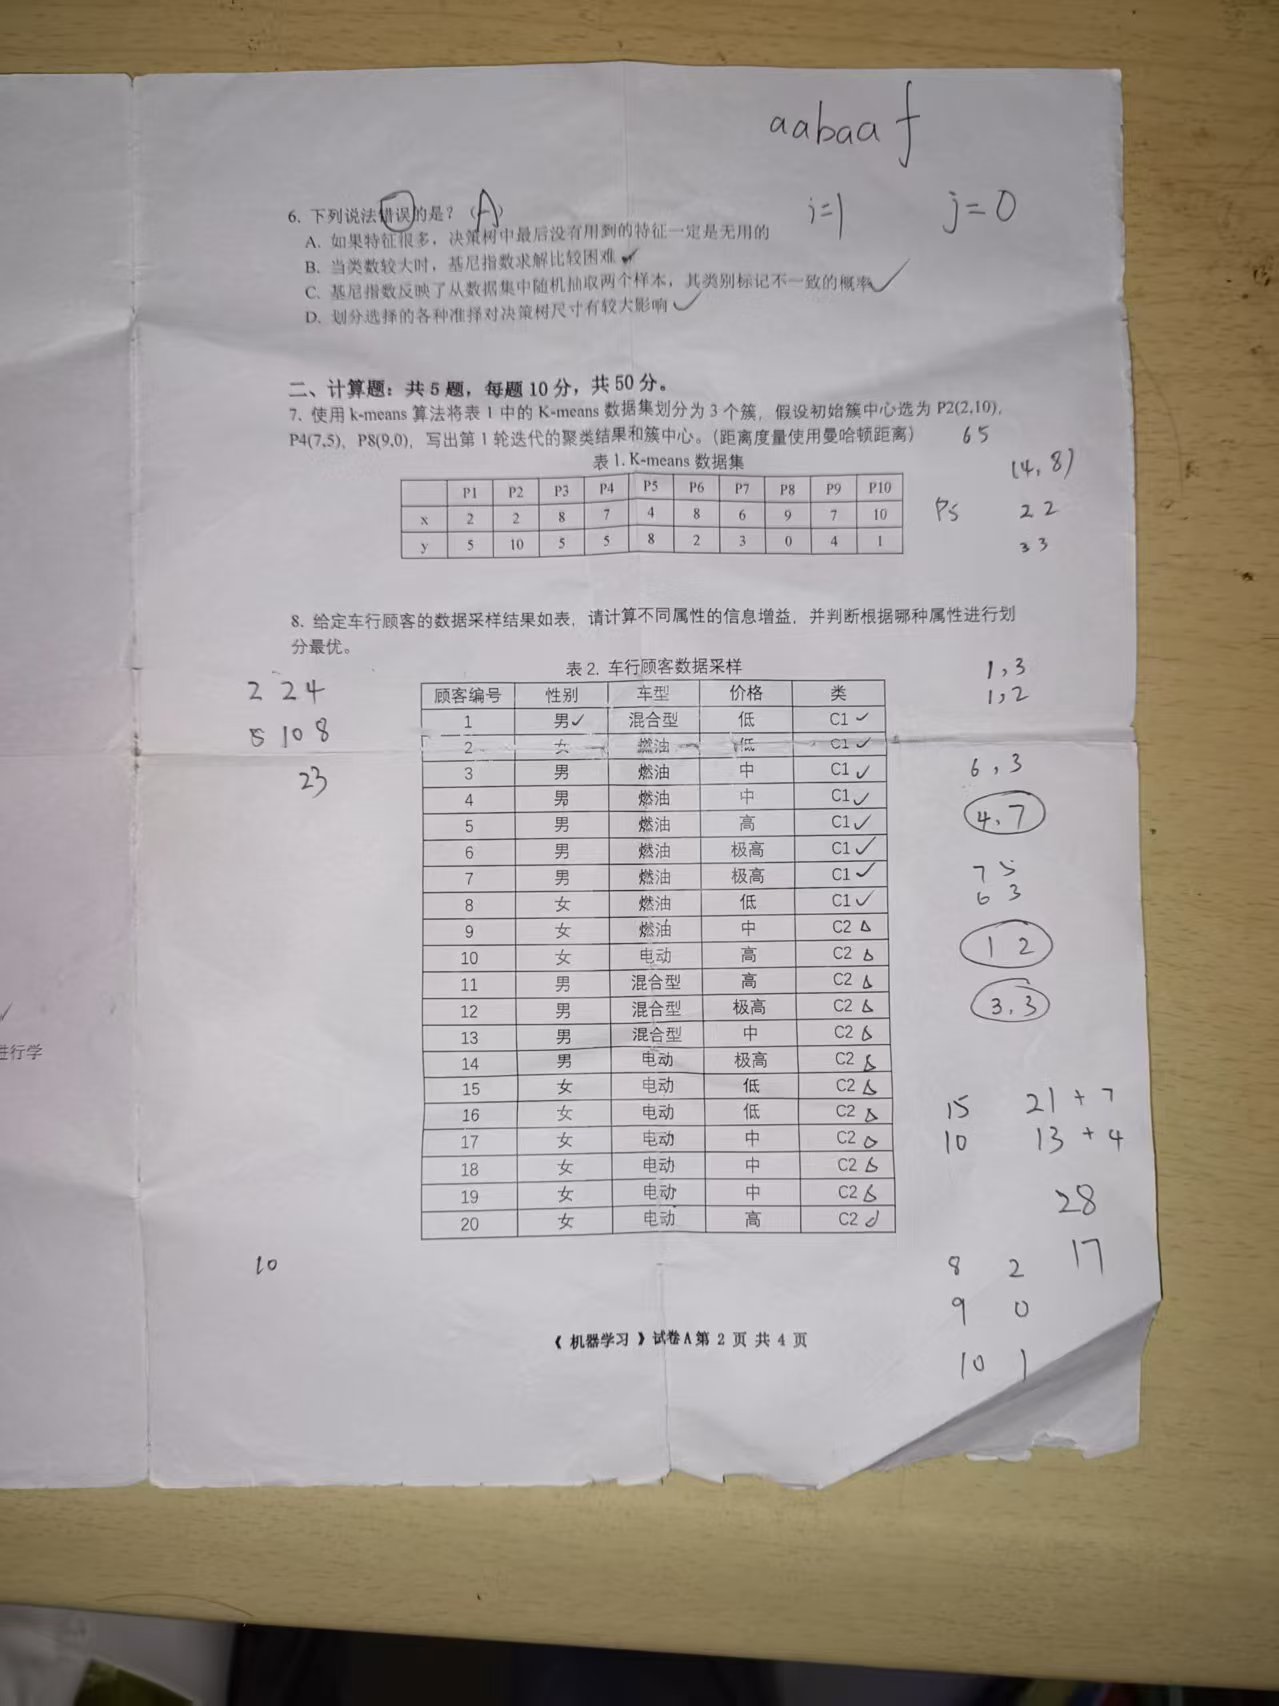 aabaaf
i=1 j=0
6. 下列说法错误的是？（A）
A. 如果特征很多，决策树中最后没有用到的特征一定是无用的
B. 当类数较大时，基尼指数求解比较困难 ✓
C. 基尼指数反映了从数据集中随机抽取两个样本，其类别标记不一致的概率 ✓
D. 划分选择的各种准择对决策树尺寸有较大影响 ✓
二、计算题：共 5 题，每题 10 分，共 50 分。
7. 使用 k-means 算法将表 1 中的 K-means 数据集划分为 3 个簇，假设初始簇中心选为 P2(2,10),
P4(7,5)，P8(9,0)，写出第 1 轮迭代的聚类结果和簇中心。（距离度量使用曼哈顿距离）
65
表 1. K-means 数据集
P1 P2 P3 P4 P5 P6 P7 P8 P9 P10
x 2 2 8 7 4 8 6 9 7 10
y 5 10 5 5 8 2 3 0 4 1
(4, 8)
P5 2 2
3 3
8. 给定车行顾客的数据采样结果如表，请计算不同属性的信息增益，并判断根据哪种属性进行划
分最优。
表 2. 车行顾客数据采样
顾客编号 性别 车型 价格 类
1 男✓ 混合型 低 C1 ✓
2 女 燃油 低 C1 ✓
3 男 燃油 中 C1 ✓
4 男 燃油 中 C1 ✓
5 男 燃油 高 C1 ✓
6 男 燃油 极高 C1 ✓
7 男 燃油 极高 C1 ✓
8 女 燃油 低 C1 ✓
9 女 燃油 中 C2 △
10 女 电动 高 C2 △
11 男 混合型 高 C2 △
12 男 混合型 极高 C2 △
13 男 混合型 中 C2 △
14 男 电动 极高 C2 △
15 女 电动 低 C2 △
16 女 电动 低 C2 △
17 女 电动 中 C2 △
18 女 电动 中 C2 △
19 女 电动 中 C2 △
20 女 电动 高 C2 △
2 2 4
5 10 8
23
10
1, 3
1, 2
6, 3
4, 7
7 5
6 3
1 2
3, 3
15 21 + 7
10 13 + 4
28
17
8 2
9 0
10 1
进行学
《 机器学习 》试卷 A 第 2 页 共 4 页